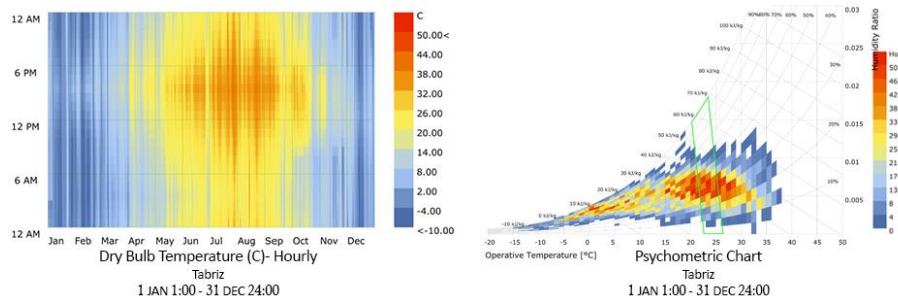 12 AM
6 PM
12 PM
6 AM
12 AM
Jan Feb Mar Apr May Jun Jul Aug Sep Oct Nov Dec
C
50.00<
44.00
38.00
32.00
26.00
20.00
14.00
8.00
2.00
-4.00
<-10.00
Dry Bulb Temperature (C)- Hourly
Tabriz
1 JAN 1:00 - 31 DEC 24:00
-10 kJ/kg
0 kJ/kg
10 kJ/kg
20 kJ/kg
30 kJ/kg
40 kJ/kg
50 kJ/kg
60 kJ/kg
70 kJ/kg
80 kJ/kg
90 kJ/kg
100 kJ/kg
90%80% 70% 60% 50% 40%
30%
20%
10%
0.03
0.025
0.02
0.015
0.01
0.005
Humidity Ratio
Ho
50
46
42
38
33
29
25
21
17
13
8
4
0
-20 -15 -10 -5 0 5 10 15 20 25 30 35 40 45 50
Operative Temperature [°C]
Psychometric Chart
Tabriz
1 JAN 1:00 - 31 DEC 24:00